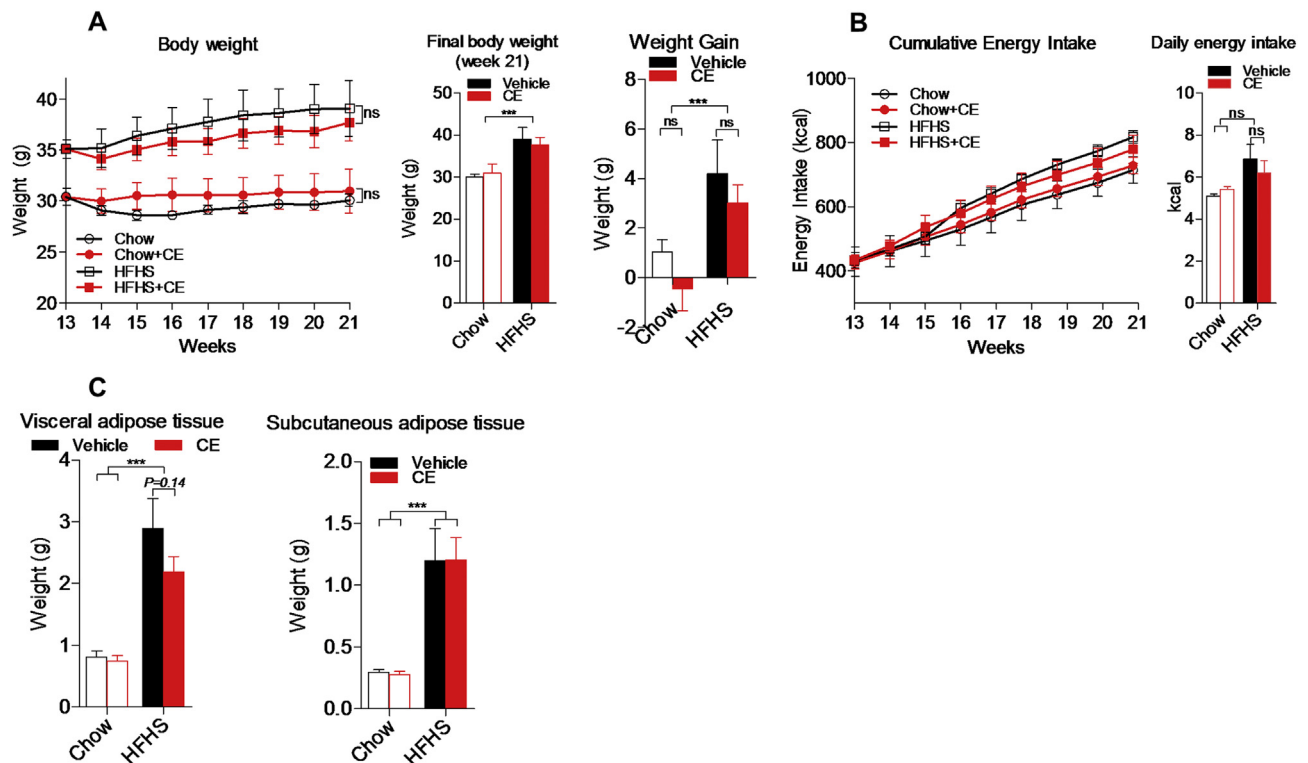 A
Body weight
Weight (g)
40
35
30
25
20
13 14 15 16 17 18 19 20 21
Weeks
ns
ns
Chow
Chow+CE
HFHS
HFHS+CE
Final body weight
(week 21)
Vehicle
CE
***
Weight (g)
50
40
30
20
10
0
Chow
HFHS
Weight Gain
Vehicle
CE
***
ns
ns
Weight (g)
8
6
4
2
0
−2
Chow
HFHS
B
Cumulative Energy Intake
Energy Intake (kcal)
1000
800
600
400
13 14 15 16 17 18 19 20 21
Weeks
Chow
Chow+CE
HFHS
HFHS+CE
Daily energy intake
Vehicle
CE
ns
ns
kcal
10
8
6
4
2
0
Chow
HFHS
C
Visceral adipose tissue
Vehicle CE
***
P=0.14
Weight (g)
4
3
2
1
0
Chow
HFHS
Subcutaneous adipose tissue
Vehicle
CE
***
Weight (g)
2.0
1.5
1.0
0.5
0.0
Chow
HFHS